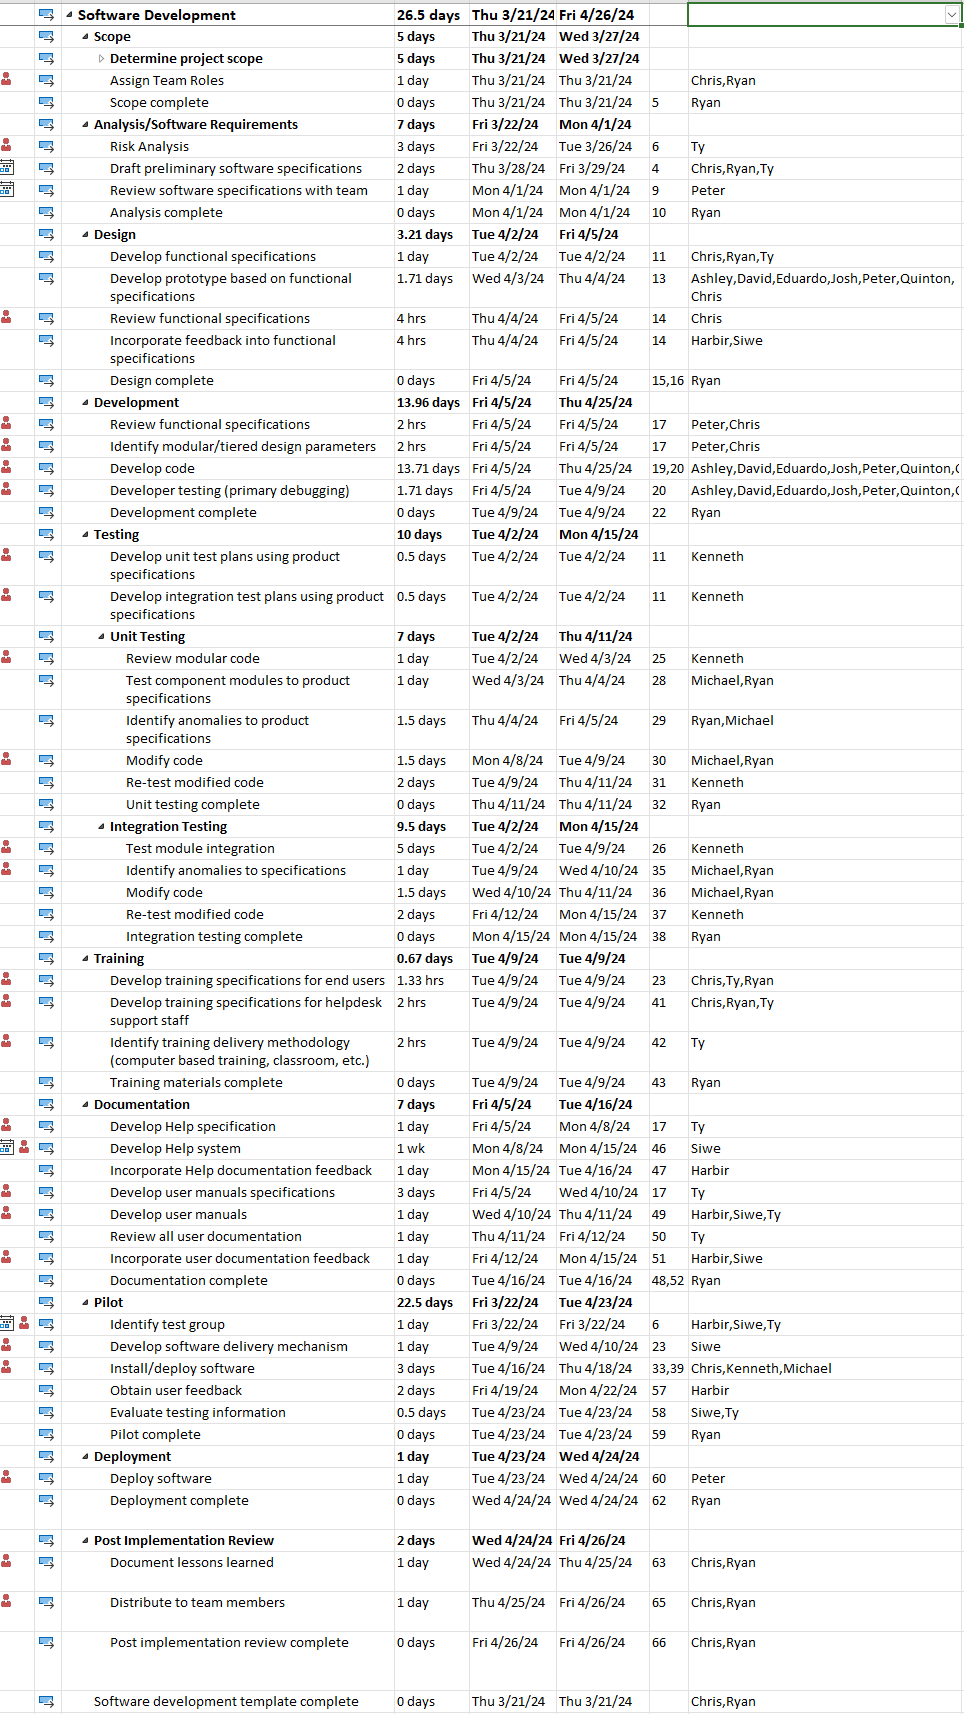 Software Development 26.5 days Thu 3/21/24 Fri 4/26/24
Scope 5 days Thu 3/21/24 Wed 3/27/24
Determine project scope 5 days Thu 3/21/24 Wed 3/27/24
Assign Team Roles 1 day Thu 3/21/24 Thu 3/21/24 Chris,Ryan
Scope complete 0 days Thu 3/21/24 Thu 3/21/24 5 Ryan
Analysis/Software Requirements 7 days Fri 3/22/24 Mon 4/1/24
Risk Analysis 3 days Fri 3/22/24 Tue 3/26/24 6 Ty
Draft preliminary software specifications 2 days Thu 3/28/24 Fri 3/29/24 4 Chris,Ryan,Ty
Review software specifications with team 1 day Mon 4/1/24 Mon 4/1/24 9 Peter
Analysis complete 0 days Mon 4/1/24 Mon 4/1/24 10 Ryan
Design 3.21 days Tue 4/2/24 Fri 4/5/24
Develop functional specifications 1 day Tue 4/2/24 Tue 4/2/24 11 Chris,Ryan,Ty
Develop prototype based on functional 1.71 days Wed 4/3/24 Thu 4/4/24 13 Ashley,David,Eduardo,Josh,Peter,Quinton,
specifications Chris
Review functional specifications 4 hrs Thu 4/4/24 Fri 4/5/24 14 Chris
Incorporate feedback into functional 4 hrs Thu 4/4/24 Fri 4/5/24 14 Harbir,Siwe
specifications
Design complete 0 days Fri 4/5/24 Fri 4/5/24 15,16 Ryan
Development 13.96 days Fri 4/5/24 Thu 4/25/24
Review functional specifications 2 hrs Fri 4/5/24 Fri 4/5/24 17 Peter,Chris
Identify modular/tiered design parameters 2 hrs Fri 4/5/24 Fri 4/5/24 17 Peter,Chris
Develop code 13.71 days Fri 4/5/24 Thu 4/25/24 19,20 Ashley,David,Eduardo,Josh,Peter,Quinton,
Developer testing (primary debugging) 1.71 days Fri 4/5/24 Tue 4/9/24 20 Ashley,David,Eduardo,Josh,Peter,Quinton,
Development complete 0 days Tue 4/9/24 Tue 4/9/24 22 Ryan
Testing 10 days Tue 4/2/24 Mon 4/15/24
Develop unit test plans using product 0.5 days Tue 4/2/24 Tue 4/2/24 11 Kenneth
specifications
Develop integration test plans using product 0.5 days Tue 4/2/24 Tue 4/2/24 11 Kenneth
specifications
Unit Testing 7 days Tue 4/2/24 Thu 4/11/24
Review modular code 1 day Tue 4/2/24 Wed 4/3/24 25 Kenneth
Test component modules to product 1 day Wed 4/3/24 Thu 4/4/24 28 Michael,Ryan
specifications
Identify anomalies to product 1.5 days Thu 4/4/24 Fri 4/5/24 29 Ryan,Michael
specifications
Modify code 1.5 days Mon 4/8/24 Tue 4/9/24 30 Michael,Ryan
Re-test modified code 2 days Tue 4/9/24 Thu 4/11/24 31 Kenneth
Unit testing complete 0 days Thu 4/11/24 Thu 4/11/24 32 Ryan
Integration Testing 9.5 days Tue 4/2/24 Mon 4/15/24
Test module integration 5 days Tue 4/2/24 Tue 4/9/24 26 Kenneth
Identify anomalies to specifications 1 day Tue 4/9/24 Wed 4/10/24 35 Michael,Ryan
Modify code 1.5 days Wed 4/10/24 Thu 4/11/24 36 Michael,Ryan
Re-test modified code 2 days Fri 4/12/24 Mon 4/15/24 37 Kenneth
Integration testing complete 0 days Mon 4/15/24 Mon 4/15/24 38 Ryan
Training 0.67 days Tue 4/9/24 Tue 4/9/24
Develop training specifications for end users 1.33 hrs Tue 4/9/24 Tue 4/9/24 23 Chris,Ty,Ryan
Develop training specifications for helpdesk 2 hrs Tue 4/9/24 Tue 4/9/24 41 Chris,Ryan,Ty
support staff
Identify training delivery methodology 2 hrs Tue 4/9/24 Tue 4/9/24 42 Ty
(computer based training, classroom, etc.)
Training materials complete 0 days Tue 4/9/24 Tue 4/9/24 43 Ryan
Documentation 7 days Fri 4/5/24 Tue 4/16/24
Develop Help specification 1 day Fri 4/5/24 Mon 4/8/24 17 Ty
Develop Help system 1 wk Mon 4/8/24 Mon 4/15/24 46 Siwe
Incorporate Help documentation feedback 1 day Mon 4/15/24 Tue 4/16/24 47 Harbir
Develop user manuals specifications 3 days Fri 4/5/24 Wed 4/10/24 17 Ty
Develop user manuals 1 day Wed 4/10/24 Thu 4/11/24 49 Harbir,Siwe,Ty
Review all user documentation 1 day Thu 4/11/24 Fri 4/12/24 50 Ty
Incorporate user documentation feedback 1 day Fri 4/12/24 Mon 4/15/24 51 Harbir,Siwe
Documentation complete 0 days Tue 4/16/24 Tue 4/16/24 48,52 Ryan
Pilot 22.5 days Fri 3/22/24 Tue 4/23/24
Identify test group 1 day Fri 3/22/24 Fri 3/22/24 6 Harbir,Siwe,Ty
Develop software delivery mechanism 1 day Tue 4/9/24 Wed 4/10/24 23 Siwe
Install/deploy software 3 days Tue 4/16/24 Thu 4/18/24 33,39 Chris,Kenneth,Michael
Obtain user feedback 2 days Fri 4/19/24 Mon 4/22/24 57 Harbir
Evaluate testing information 0.5 days Tue 4/23/24 Tue 4/23/24 58 Siwe,Ty
Pilot complete 0 days Tue 4/23/24 Tue 4/23/24 59 Ryan
Deployment 1 day Tue 4/23/24 Wed 4/24/24
Deploy software 1 day Tue 4/23/24 Wed 4/24/24 60 Peter
Deployment complete 0 days Wed 4/24/24 Wed 4/24/24 62 Ryan
Post Implementation Review 2 days Wed 4/24/24 Fri 4/26/24
Document lessons learned 1 day Wed 4/24/24 Thu 4/25/24 63 Chris,Ryan
Distribute to team members 1 day Thu 4/25/24 Fri 4/26/24 65 Chris,Ryan
Post implementation review complete 0 days Fri 4/26/24 Fri 4/26/24 66 Chris,Ryan
Software development template complete 0 days Thu 3/21/24 Thu 3/21/24 Chris,Ryan